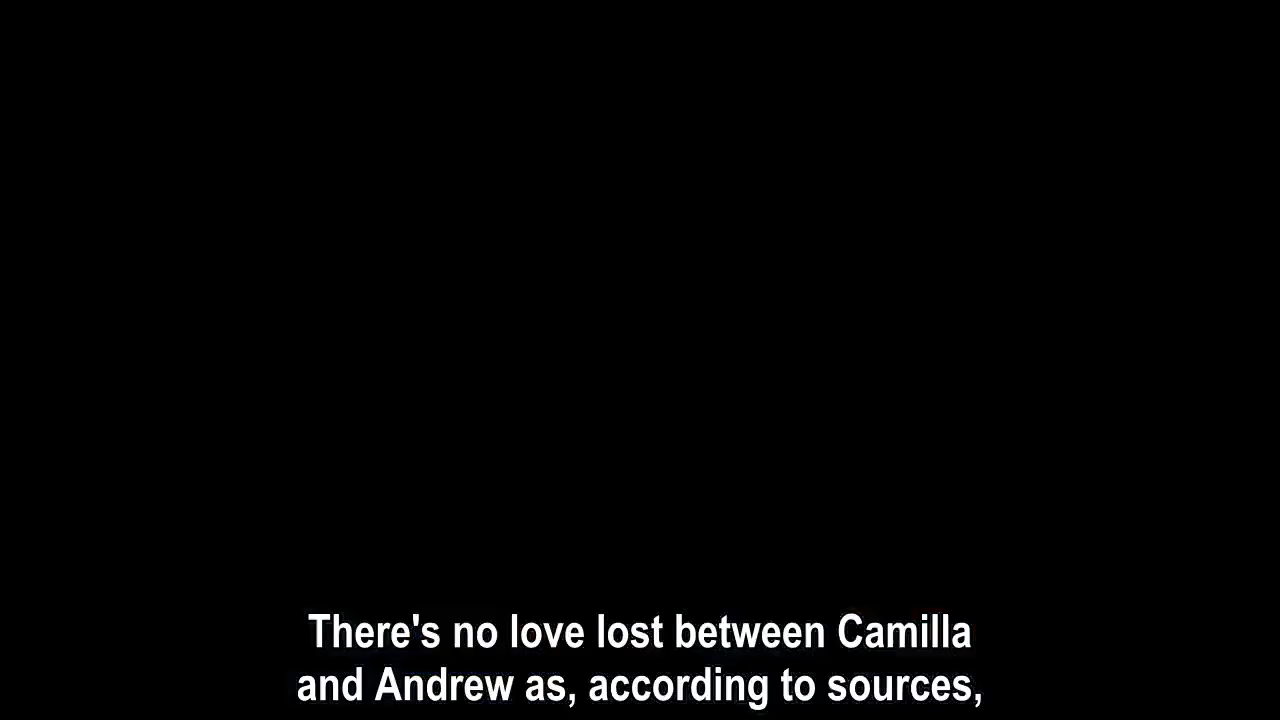 There's no love lost between Camilla
and Andrew as, according to sources,